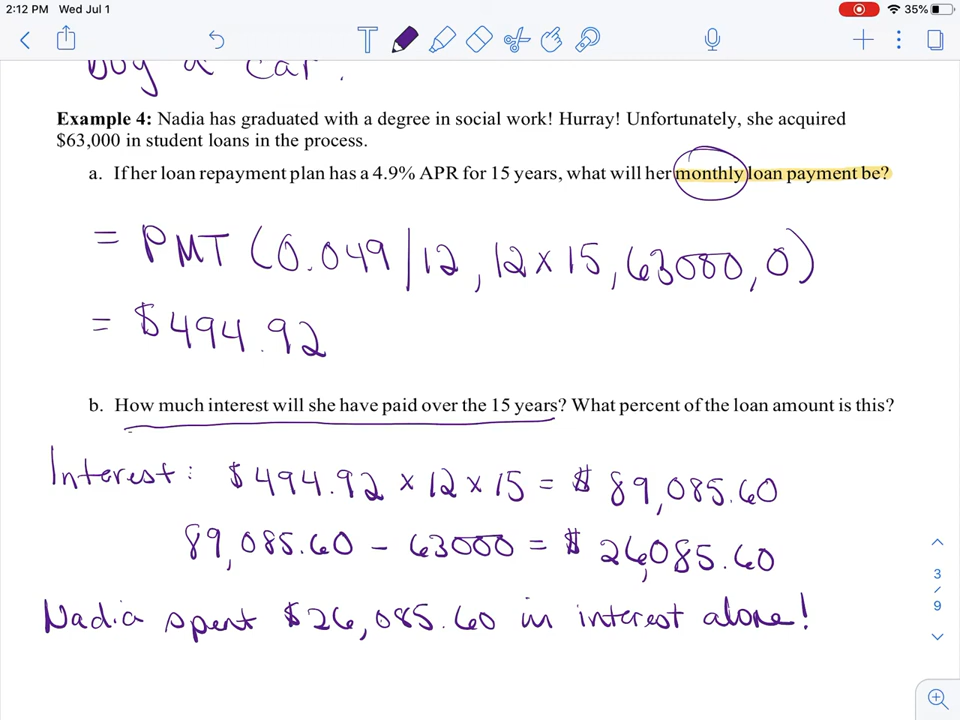 2:12 PM Wed Jul 1 35%
T
buy a car.
Example 4: Nadia has graduated with a degree in social work! Hurray! Unfortunately, she acquired
$63,000 in student loans in the process.
a. If her loan repayment plan has a 4.9% APR for 15 years, what will her monthly loan payment be?
= PMT (0.049/12, 12×15, 63000, 0)
= $494.92
b. How much interest will she have paid over the 15 years? What percent of the loan amount is this?
Interest: $494.92 × 12 × 15 = $89,085.60
89,085.60 - 63000 = $26,085.60
Nadia spent $26,085.60 in interest alone!
3
/
9